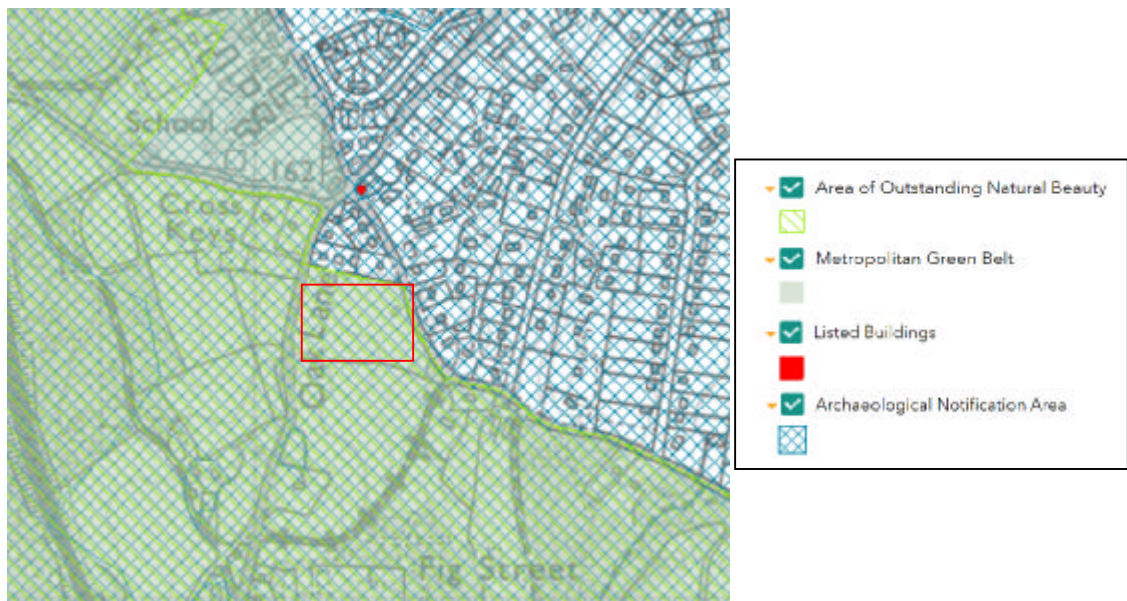 School
162
Cross
Keys
Oak Lane
Fig Street
Area of Outstanding Natural Beauty
Metropolitan Green Belt
Listed Buildings
Archaeological Notification Area